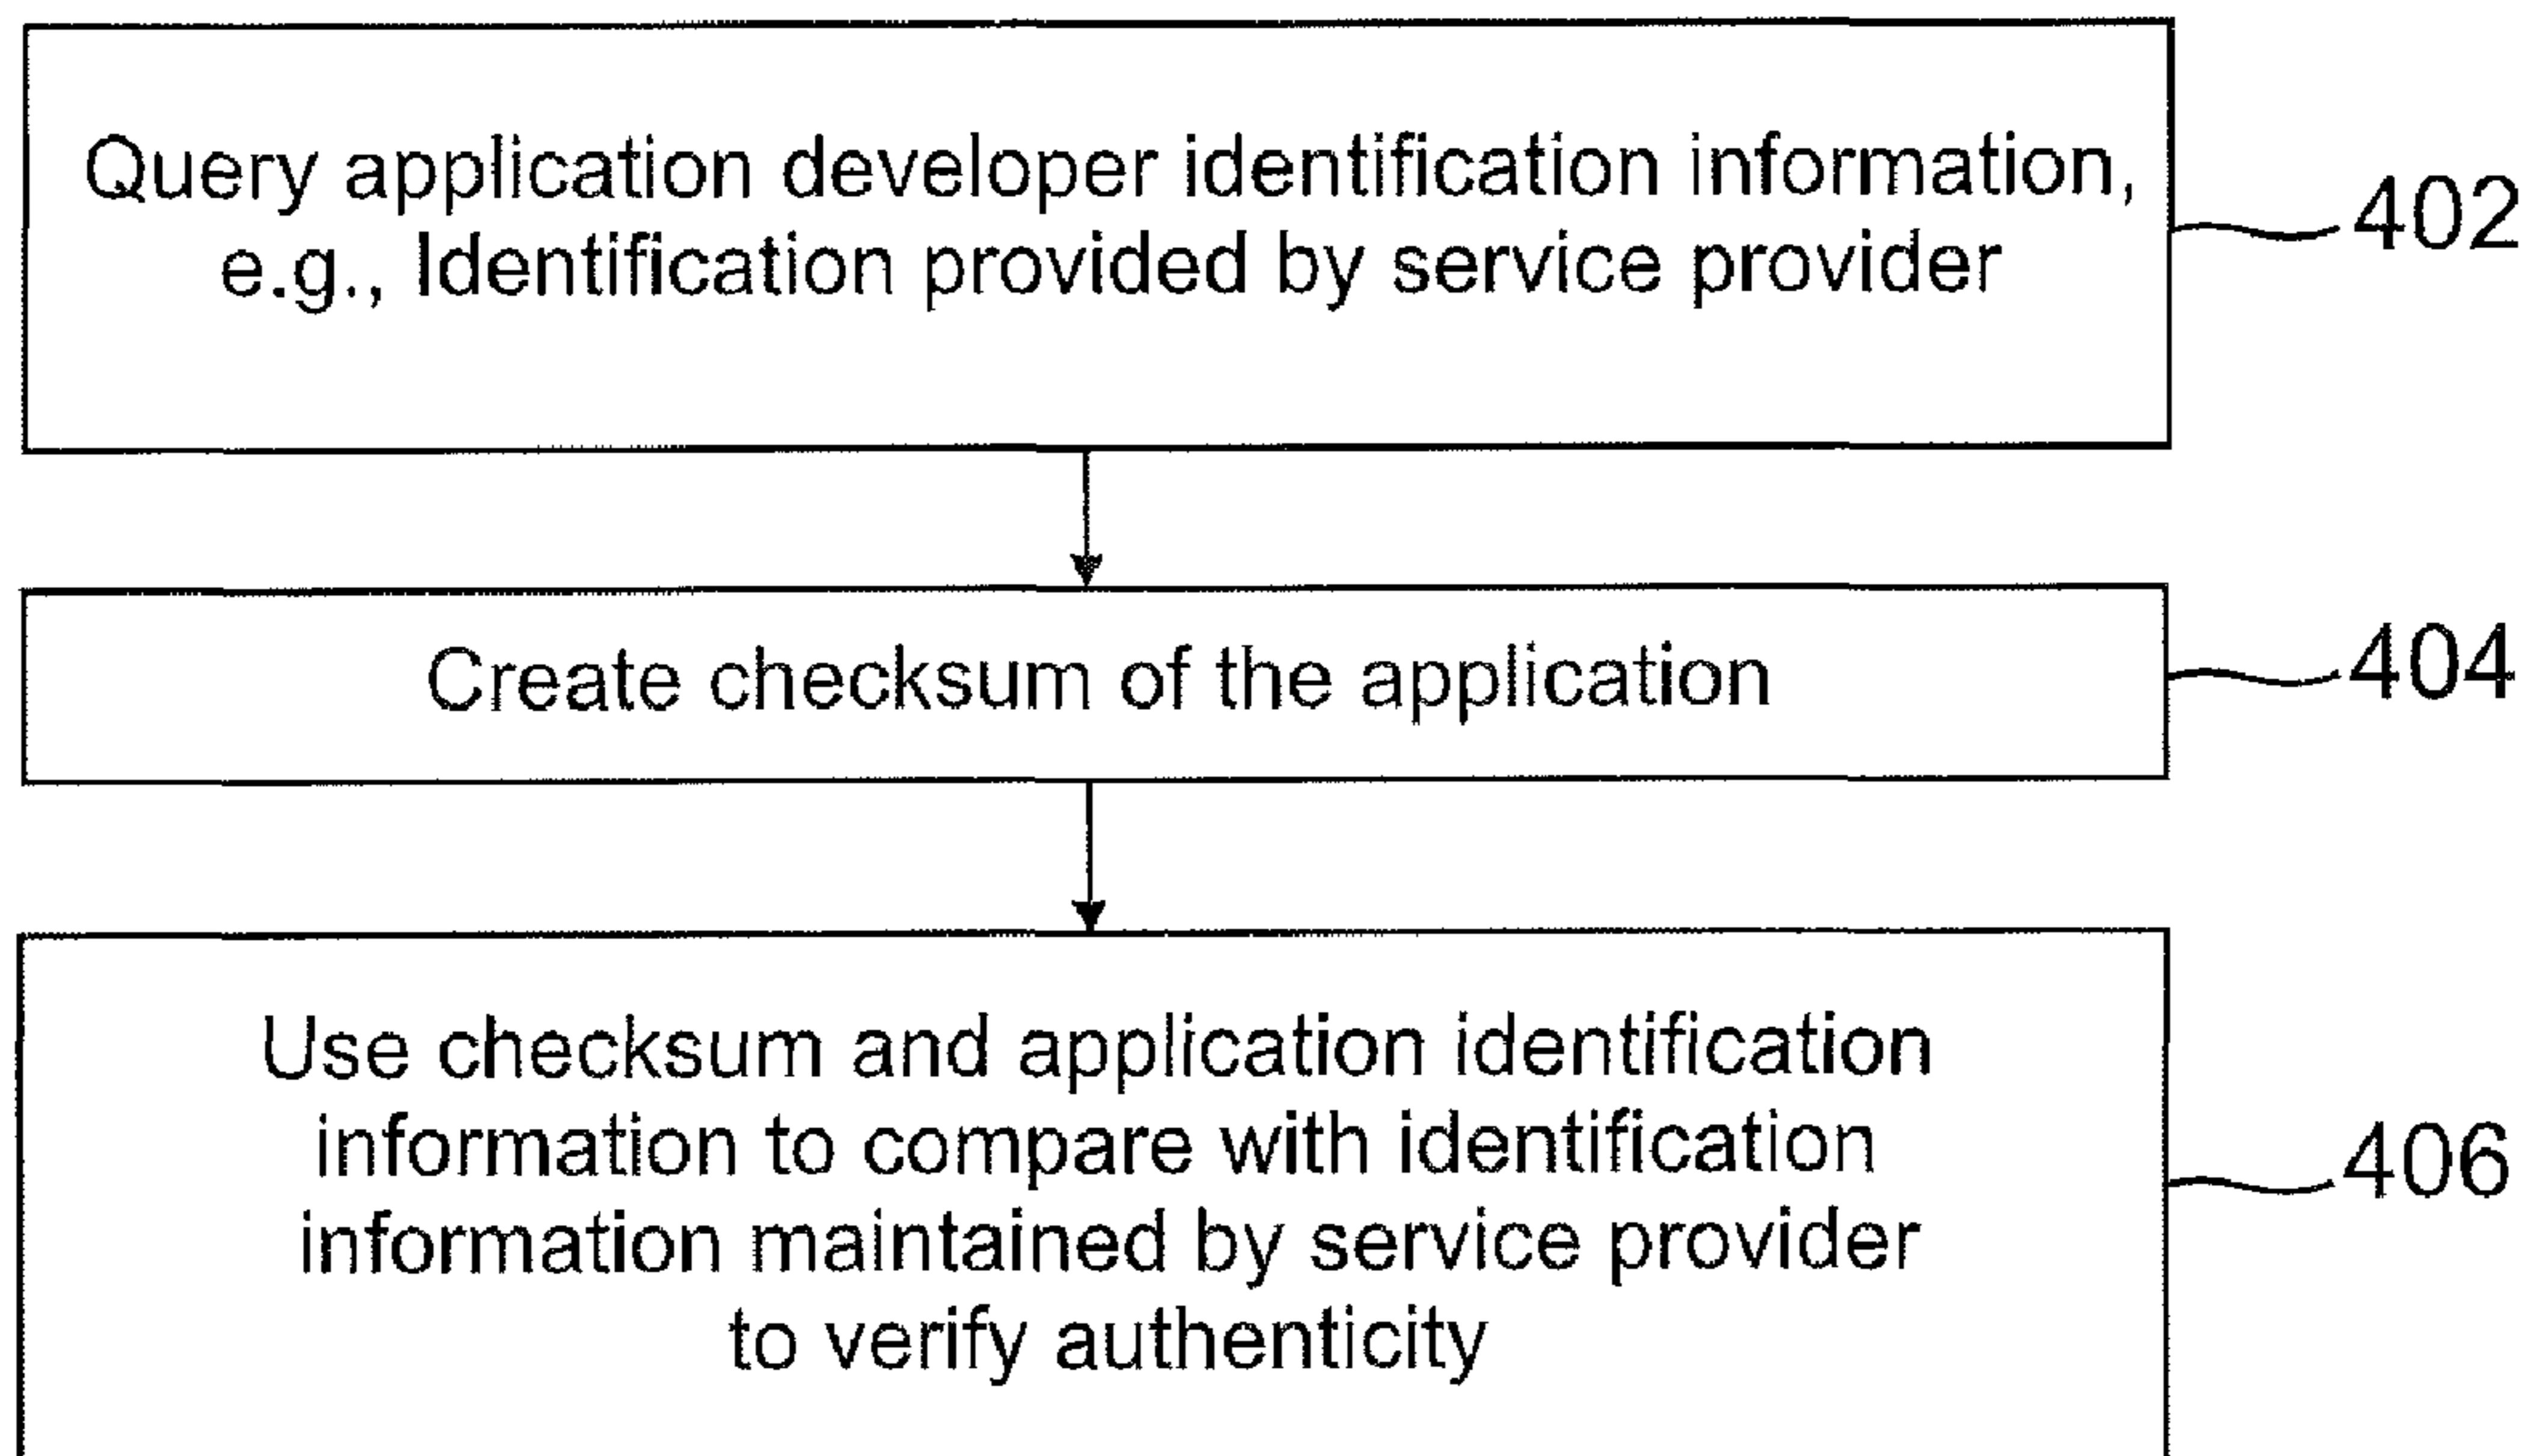 Query application developer identification information,
e.g., Identification provided by service provider
402
Create checksum of the application
404
Use checksum and application identification
information to compare with identification
information maintained by service provider
to verify authenticity
406